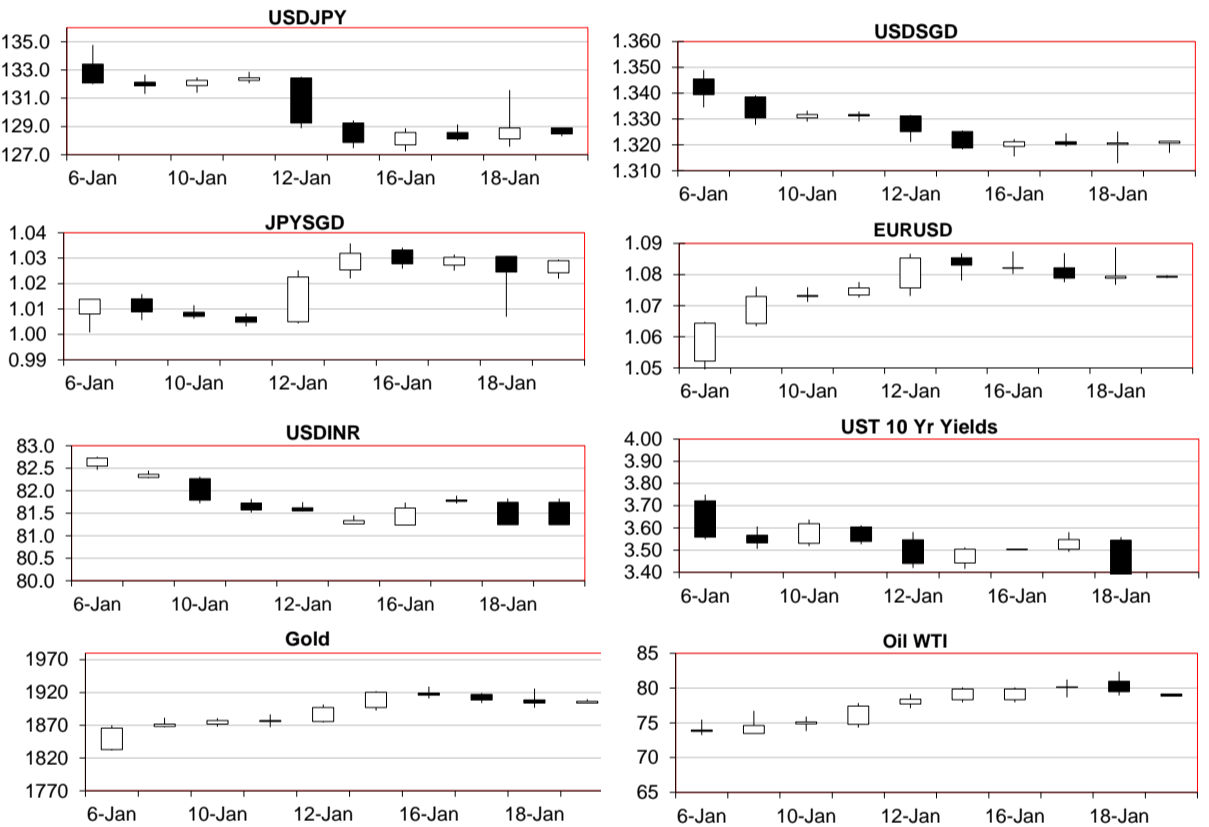 USDJPY
135.0
133.0
131.0
129.0
127.0
6-Jan 10-Jan 12-Jan 16-Jan 18-Jan
USDSGD
1.360
1.350
1.340
1.330
1.320
1.310
6-Jan 10-Jan 12-Jan 16-Jan 18-Jan
JPYSGD
1.04
1.03
1.02
1.01
1.00
0.99
6-Jan 10-Jan 12-Jan 16-Jan 18-Jan
EURUSD
1.09
1.08
1.07
1.06
1.05
6-Jan 10-Jan 12-Jan 16-Jan 18-Jan
USDINR
83.0
82.5
82.0
81.5
81.0
80.5
80.0
6-Jan 10-Jan 12-Jan 16-Jan 18-Jan
UST 10 Yr Yields
4.00
3.90
3.80
3.70
3.60
3.50
3.40
6-Jan 10-Jan 12-Jan 16-Jan 18-Jan
Gold
1970
1920
1870
1820
1770
6-Jan 10-Jan 12-Jan 16-Jan 18-Jan
Oil WTI
85
80
75
70
65
6-Jan 10-Jan 12-Jan 16-Jan 18-Jan